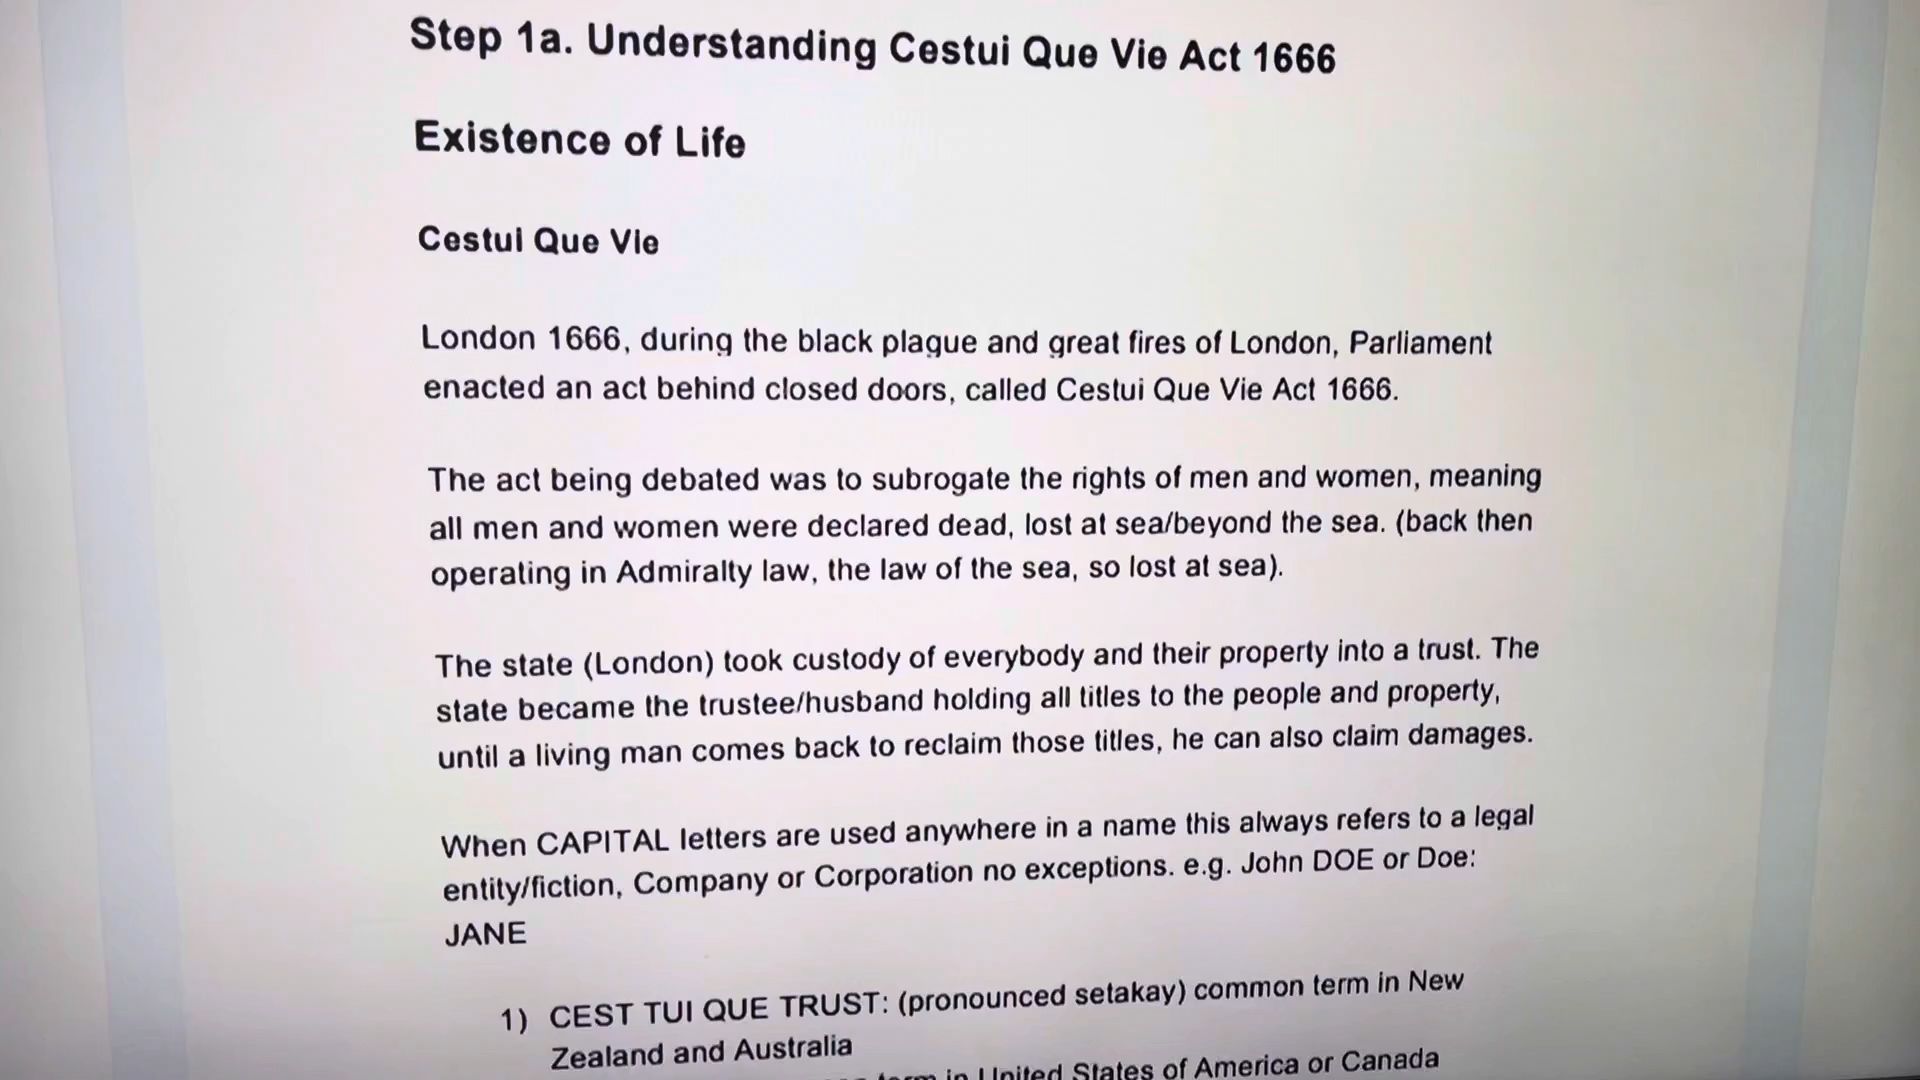 Step 1a. Understanding Cestui Que Vie Act 1666
Existence of Life
Cestui Que Vie
London 1666, during the black plague and great fires of London, Parliament
enacted an act behind closed doors, called Cestui Que Vie Act 1666.
The act being debated was to subrogate the rights of men and women, meaning
all men and women were declared dead, lost at sea/beyond the sea. (back then
operating in Admiralty law, the law of the sea, so lost at sea).
The state (London) took custody of everybody and their property into a trust. The
state became the trustee/husband holding all titles to the people and property,
until a living man comes back to reclaim those titles, he can also claim damages.
When CAPITAL letters are used anywhere in a name this always refers to a legal
entity/fiction, Company or Corporation no exceptions. e.g. John DOE or Doe:
JANE
1) CEST TUI QUE TRUST: (pronounced setakay) common term in New
Zealand and Australia
term in United States of America or Canada